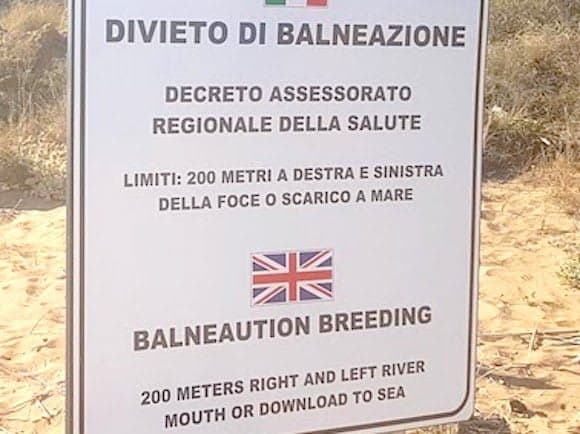 DIVIETO DI BALNEAZIONE
DECRETO ASSESSORATO
REGIONALE DELLA SALUTE
LIMITI: 200 METRI A DESTRA E SINISTRA
DELLA FOCE O SCARICO A MARE
BALNEAUTION BREEDING
200 METERS RIGHT AND LEFT RIVER
MOUTH OR DOWNLOAD TO SEA